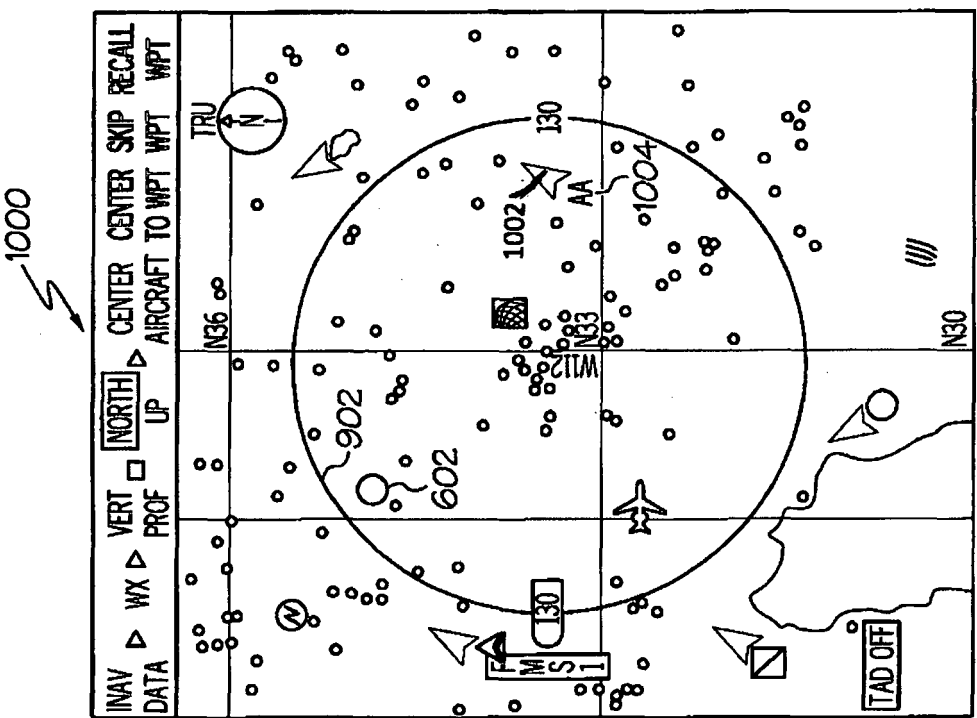 1000
INAV WX VERT NORTH CENTER CENTER SKIP RECALL
DATA PROF UP AIRCRAFT TO WPT WPT WPT
TRU
N
N36
N
902
602
130
1002
AA
1004
FMS1
130
N33
W112
N30
TAD OFF